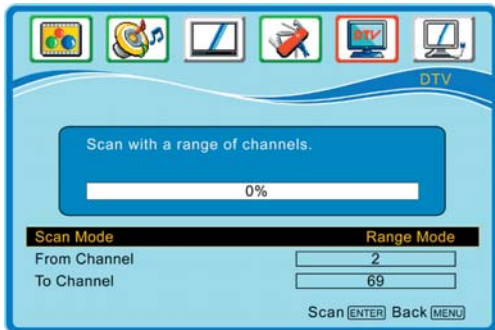 DTV
DTV
Scan with a range of channels.
0%
Scan Mode Range Mode
From Channel 2
To Channel 69
Scan ENTER Back MENU